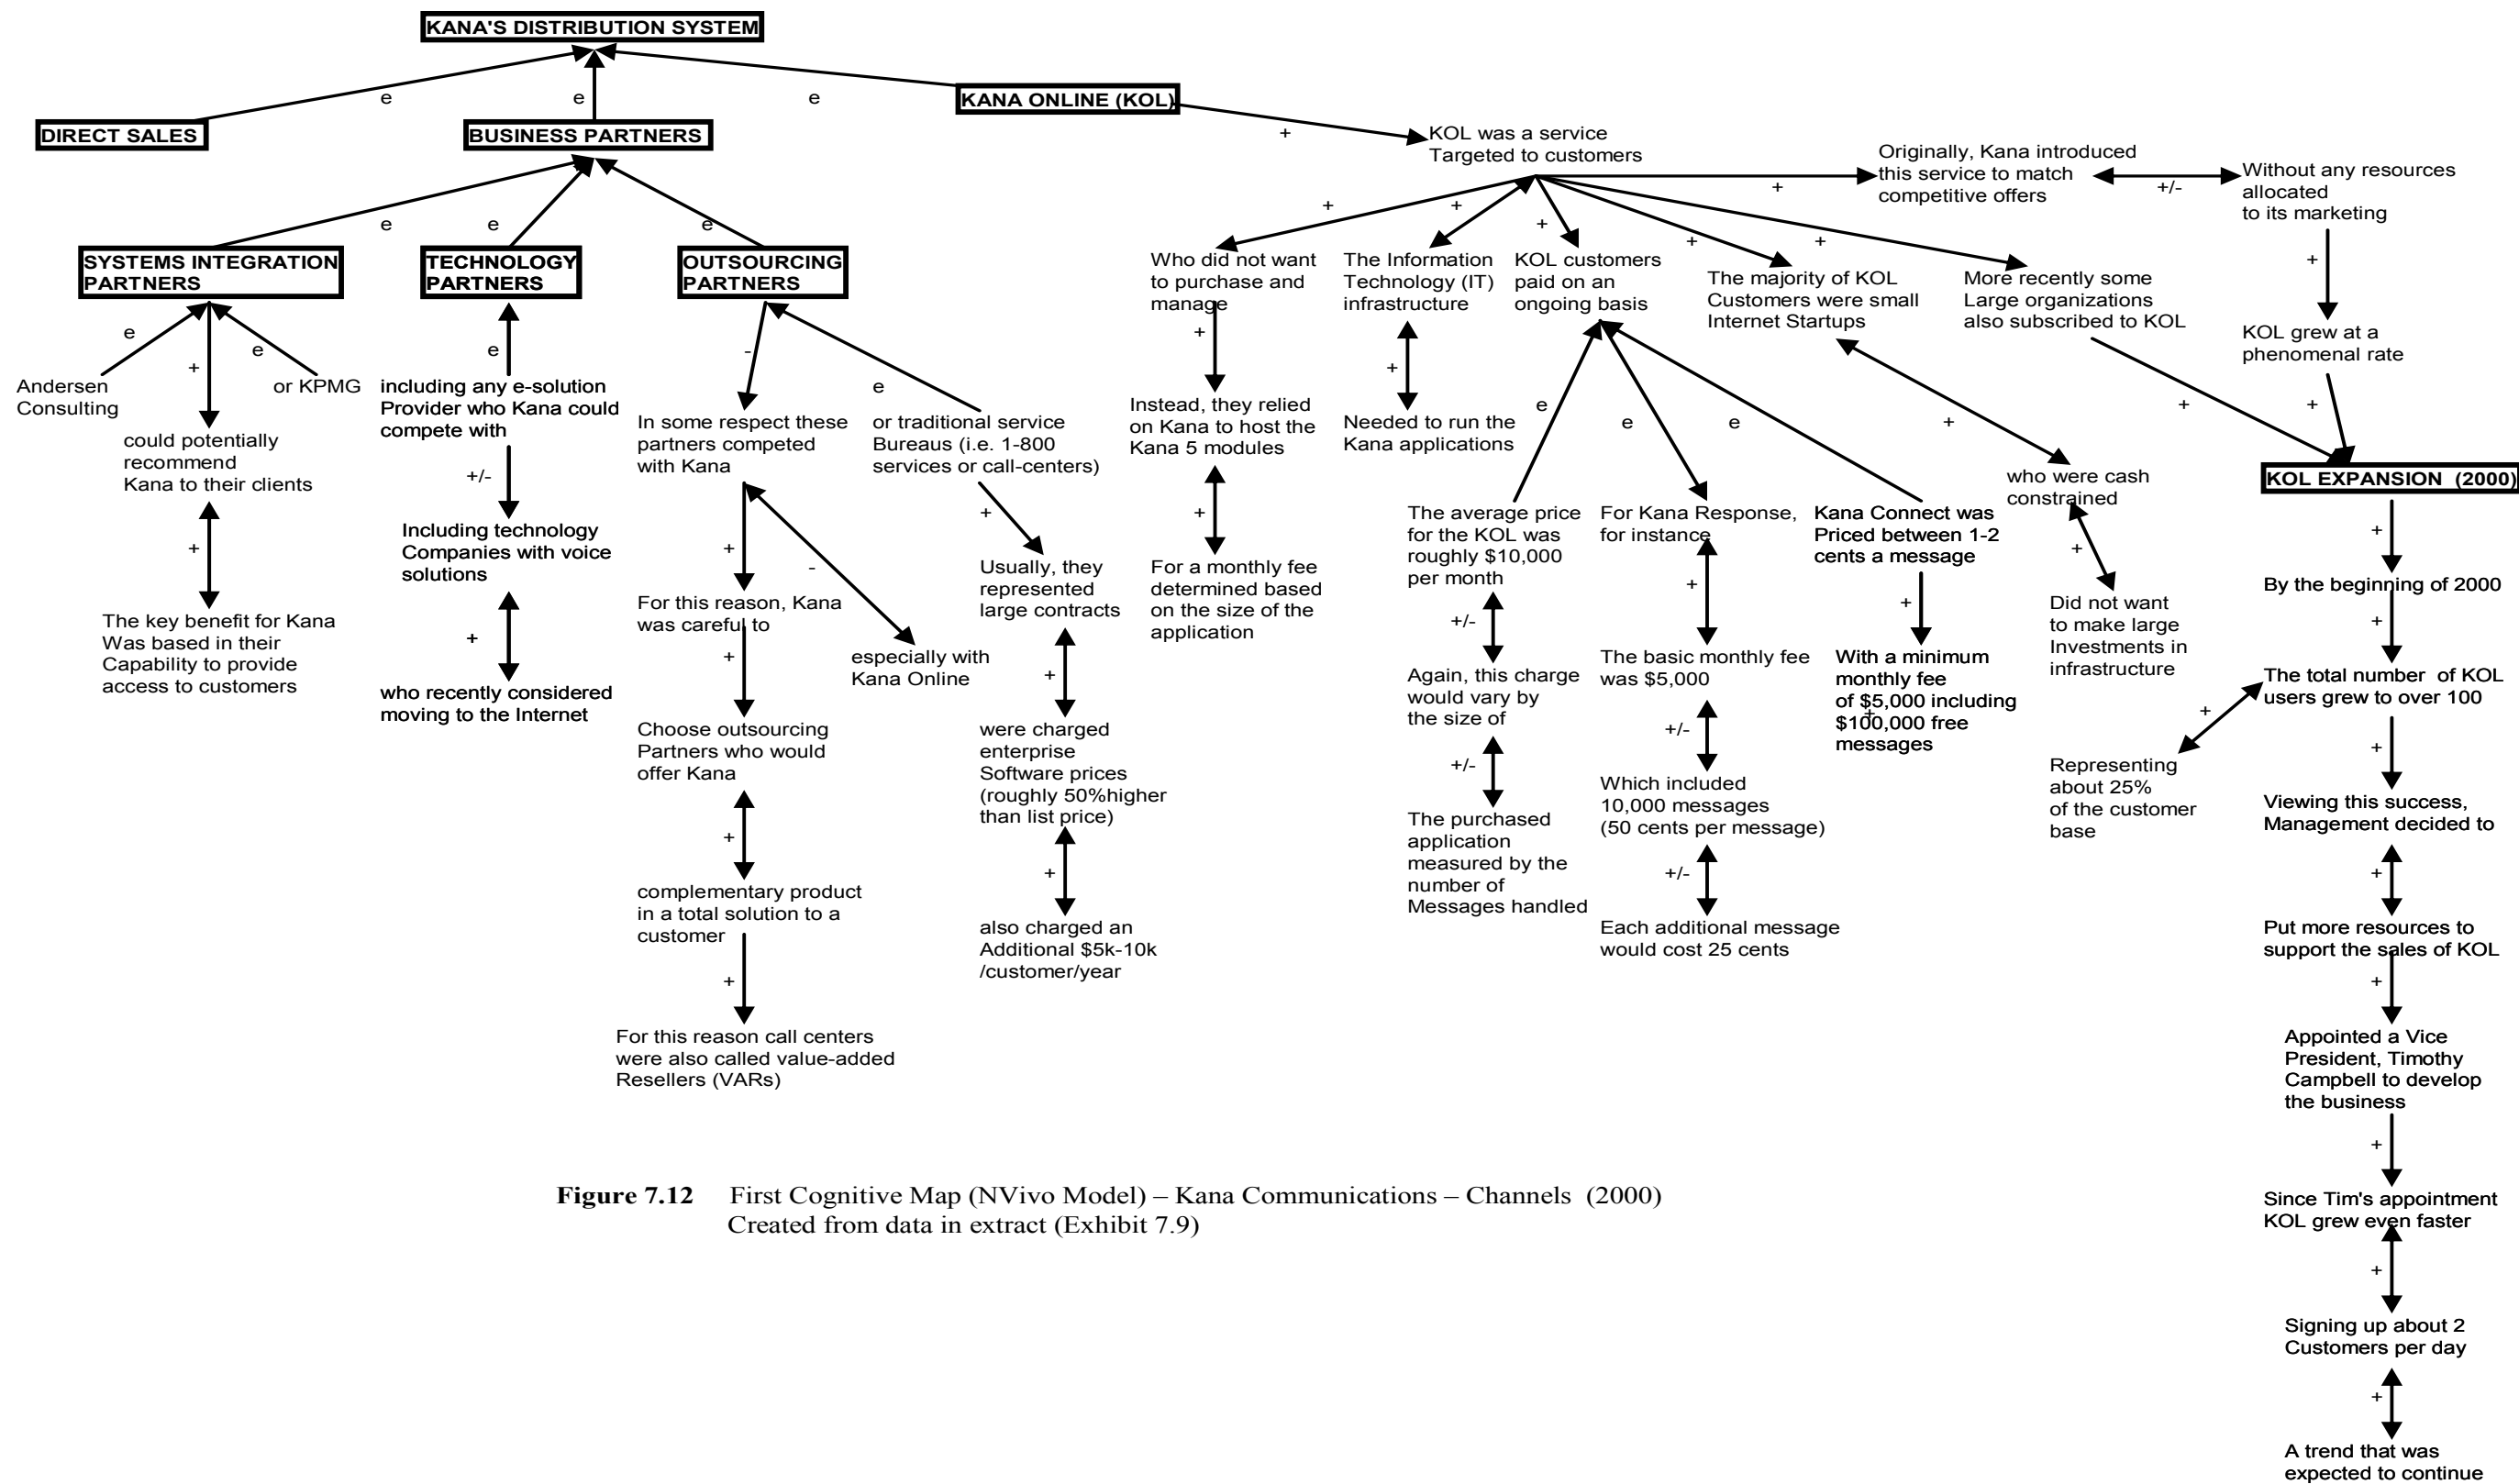 KANA'S DISTRIBUTION SYSTEM
e
e
e
DIRECT SALES
BUSINESS PARTNERS
KANA ONLINE (KOL)
e
e
e
SYSTEMS INTEGRATION
PARTNERS
TECHNOLOGY
PARTNERS
OUTSOURCING
PARTNERS
e
+
e
Andersen
Consulting
or KPMG
could potentially
recommend
Kana to their clients
+
The key benefit for Kana
Was based in their
Capability to provide
access to customers
e
including any e-solution
Provider who Kana could
compete with
+/-
Including technology
Companies with voice
solutions
+
who recently considered
moving to the Internet
-
In some respect these
partners competed
with Kana
+
-
For this reason, Kana
was careful to
especially with
Kana Online
+
Choose outsourcing
Partners who would
offer Kana
+
complementary product
in a total solution to a
customer
+
For this reason call centers
were also called value-added
Resellers (VARs)
e
or traditional service
Bureaus (i.e. 1-800
services or call-centers)
+
Usually, they
represented
large contracts
+
were charged
enterprise
Software prices
(roughly 50%higher
than list price)
+
also charged an
Additional $5k-10k
/customer/year
+
KOL was a service
Targeted to customers
+
Who did not want
to purchase and
manage
+
Instead, they relied
on Kana to host the
Kana 5 modules
+
For a monthly fee
determined based
on the size of the
application
+
The Information
Technology (IT)
infrastructure
+
Needed to run the
Kana applications
+
KOL customers
paid on an
ongoing basis
e
The average price
for the KOL was
roughly $10,000
per month
+/-
Again, this charge
would vary by
the size of
+/-
The purchased
application
measured by the
number of
Messages handled
e
For Kana Response,
for instance
+
The basic monthly fee
was $5,000
+/-
Which included
10,000 messages
(50 cents per message)
+/-
Each additional message
would cost 25 cents
e
Kana Connect was
Priced between 1-2
cents a message
+
With a minimum
monthly fee
of $5,000 including
+
$100,000 free
messages
+
The majority of KOL
Customers were small
Internet Startups
+
who were cash
constrained
+
Did not want
to make large
Investments in
infrastructure
+
More recently some
Large organizations
also subscribed to KOL
+
+
Originally, Kana introduced
this service to match
competitive offers
+/-
Without any resources
allocated
to its marketing
+
KOL grew at a
phenomenal rate
+
KOL EXPANSION (2000)
+
By the beginning of 2000
+
The total number of KOL
users grew to over 100
+
Representing
about 25%
of the customer
base
+
Viewing this success,
Management decided to
+
Put more resources to
support the sales of KOL
+
Appointed a Vice
President, Timothy
Campbell to develop
the business
+
Since Tim's appointment
KOL grew even faster
+
Signing up about 2
Customers per day
+
A trend that was
expected to continue
Figure 7.12 First Cognitive Map (NVivo Model) – Kana Communications – Channels (2000)
Created from data in extract (Exhibit 7.9)